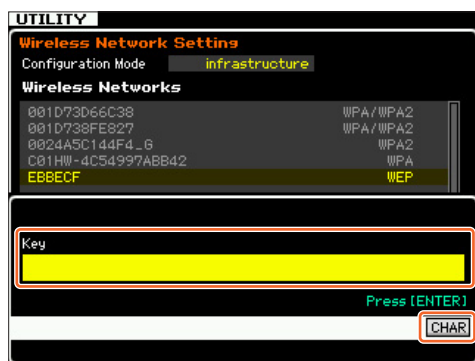 UTILITY
Wireless Network Setting
Configuration Mode infrastructure
Wireless Networks
001D73D66C38 WPA/WPA2
001D738FE827 WPA/WPA2
0024A5C144F4_G WPA2
C01HW-4C54997ABB42 WPA
EBBECF WEP
Key
Press [ENTER]
CHAR